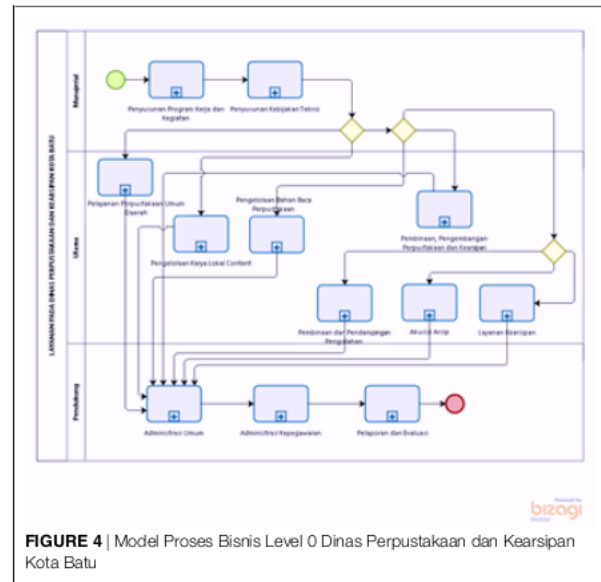 LAYANAN PADA DINAS PERPUSTAKAAN DAN KEARSIPAN KOTA BATU
Manajerial
Penyusunan Program Kerja dan
Kegiatan
Penyusunan Kebijakan Teknis
Utama
Pelayanan Perpustakaan Umum
Daerah
Pengelolaan Karya Lokal Content
Pengelolaan Bahan Baca
Perpustakaan
Pembinaan, Pengembangan
Perpustakaan dan Kearsipan
Pembinaan dan Pendampingan
Pengolahan
Akuisisi Arsip
Layanan Kearsipan
Pendukung
Administrasi Umum
Administrasi Kepegawaian
Pelaporan dan Evaluasi
Powered by
bizagi
Modeler
FIGURE 4 | Model Proses Bisnis Level 0 Dinas Perpustakaan dan Kearsipan
Kota Batu